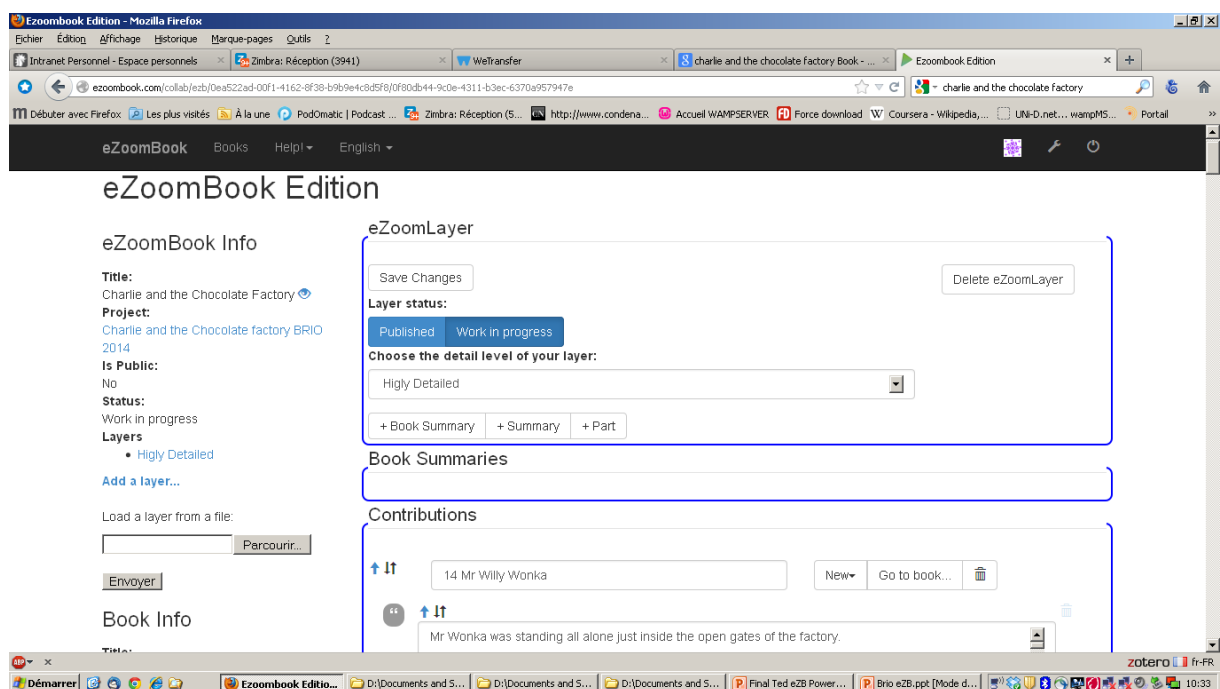 Ezoombook Edition - Mozilla Firefox
Fichier Édition Affichage Historique Marque-pages Outils ?
Intranet Personnel - Espace personnels × Zimbra: Réception (3941) × WeTransfer × charlie and the chocolate factory Book - ... × Ezoombook Edition × +
ezoombook.com/collab/ezb/0ea522ad-00f1-4162-8f38-b9b9e4c8d5f8/0f80db44-9c0e-4311-b3ec-6370a957947e charlie and the chocolate factory
Débuter avec Firefox Les plus visités À la une PodOmatic | Podcast ... Zimbra: Réception (5... http://www.condena... Accueil WAMPSERVER Force download Coursera - Wikipedia,... UNi-D.net... wampM5... Portail »
eZoomBook Books Help! English
eZoomBook Edition
eZoomBook Info
Title:
Charlie and the Chocolate Factory
Project:
Charlie and the Chocolate factory BRIO
2014
Is Public:
No
Status:
Work in progress
Layers
• Higly Detailed
Add a layer...
Load a layer from a file:
Parcourir...
Envoyer
Book Info
Title:
eZoomLayer
Save Changes Delete eZoomLayer
Layer status:
Published Work in progress
Choose the detail level of your layer:
Higly Detailed
+ Book Summary + Summary + Part
Book Summaries
Contributions
14 Mr Willy Wonka New Go to book...
Mr Wonka was standing all alone just inside the open gates of the factory.
ABP × zotero fr-FR
Démarrer Ezoombook Editio... D:\Documents and S... D:\Documents and S... D:\Documents and S... Final Ted eZB Power... Brio eZB.ppt [Mode d... 10:33